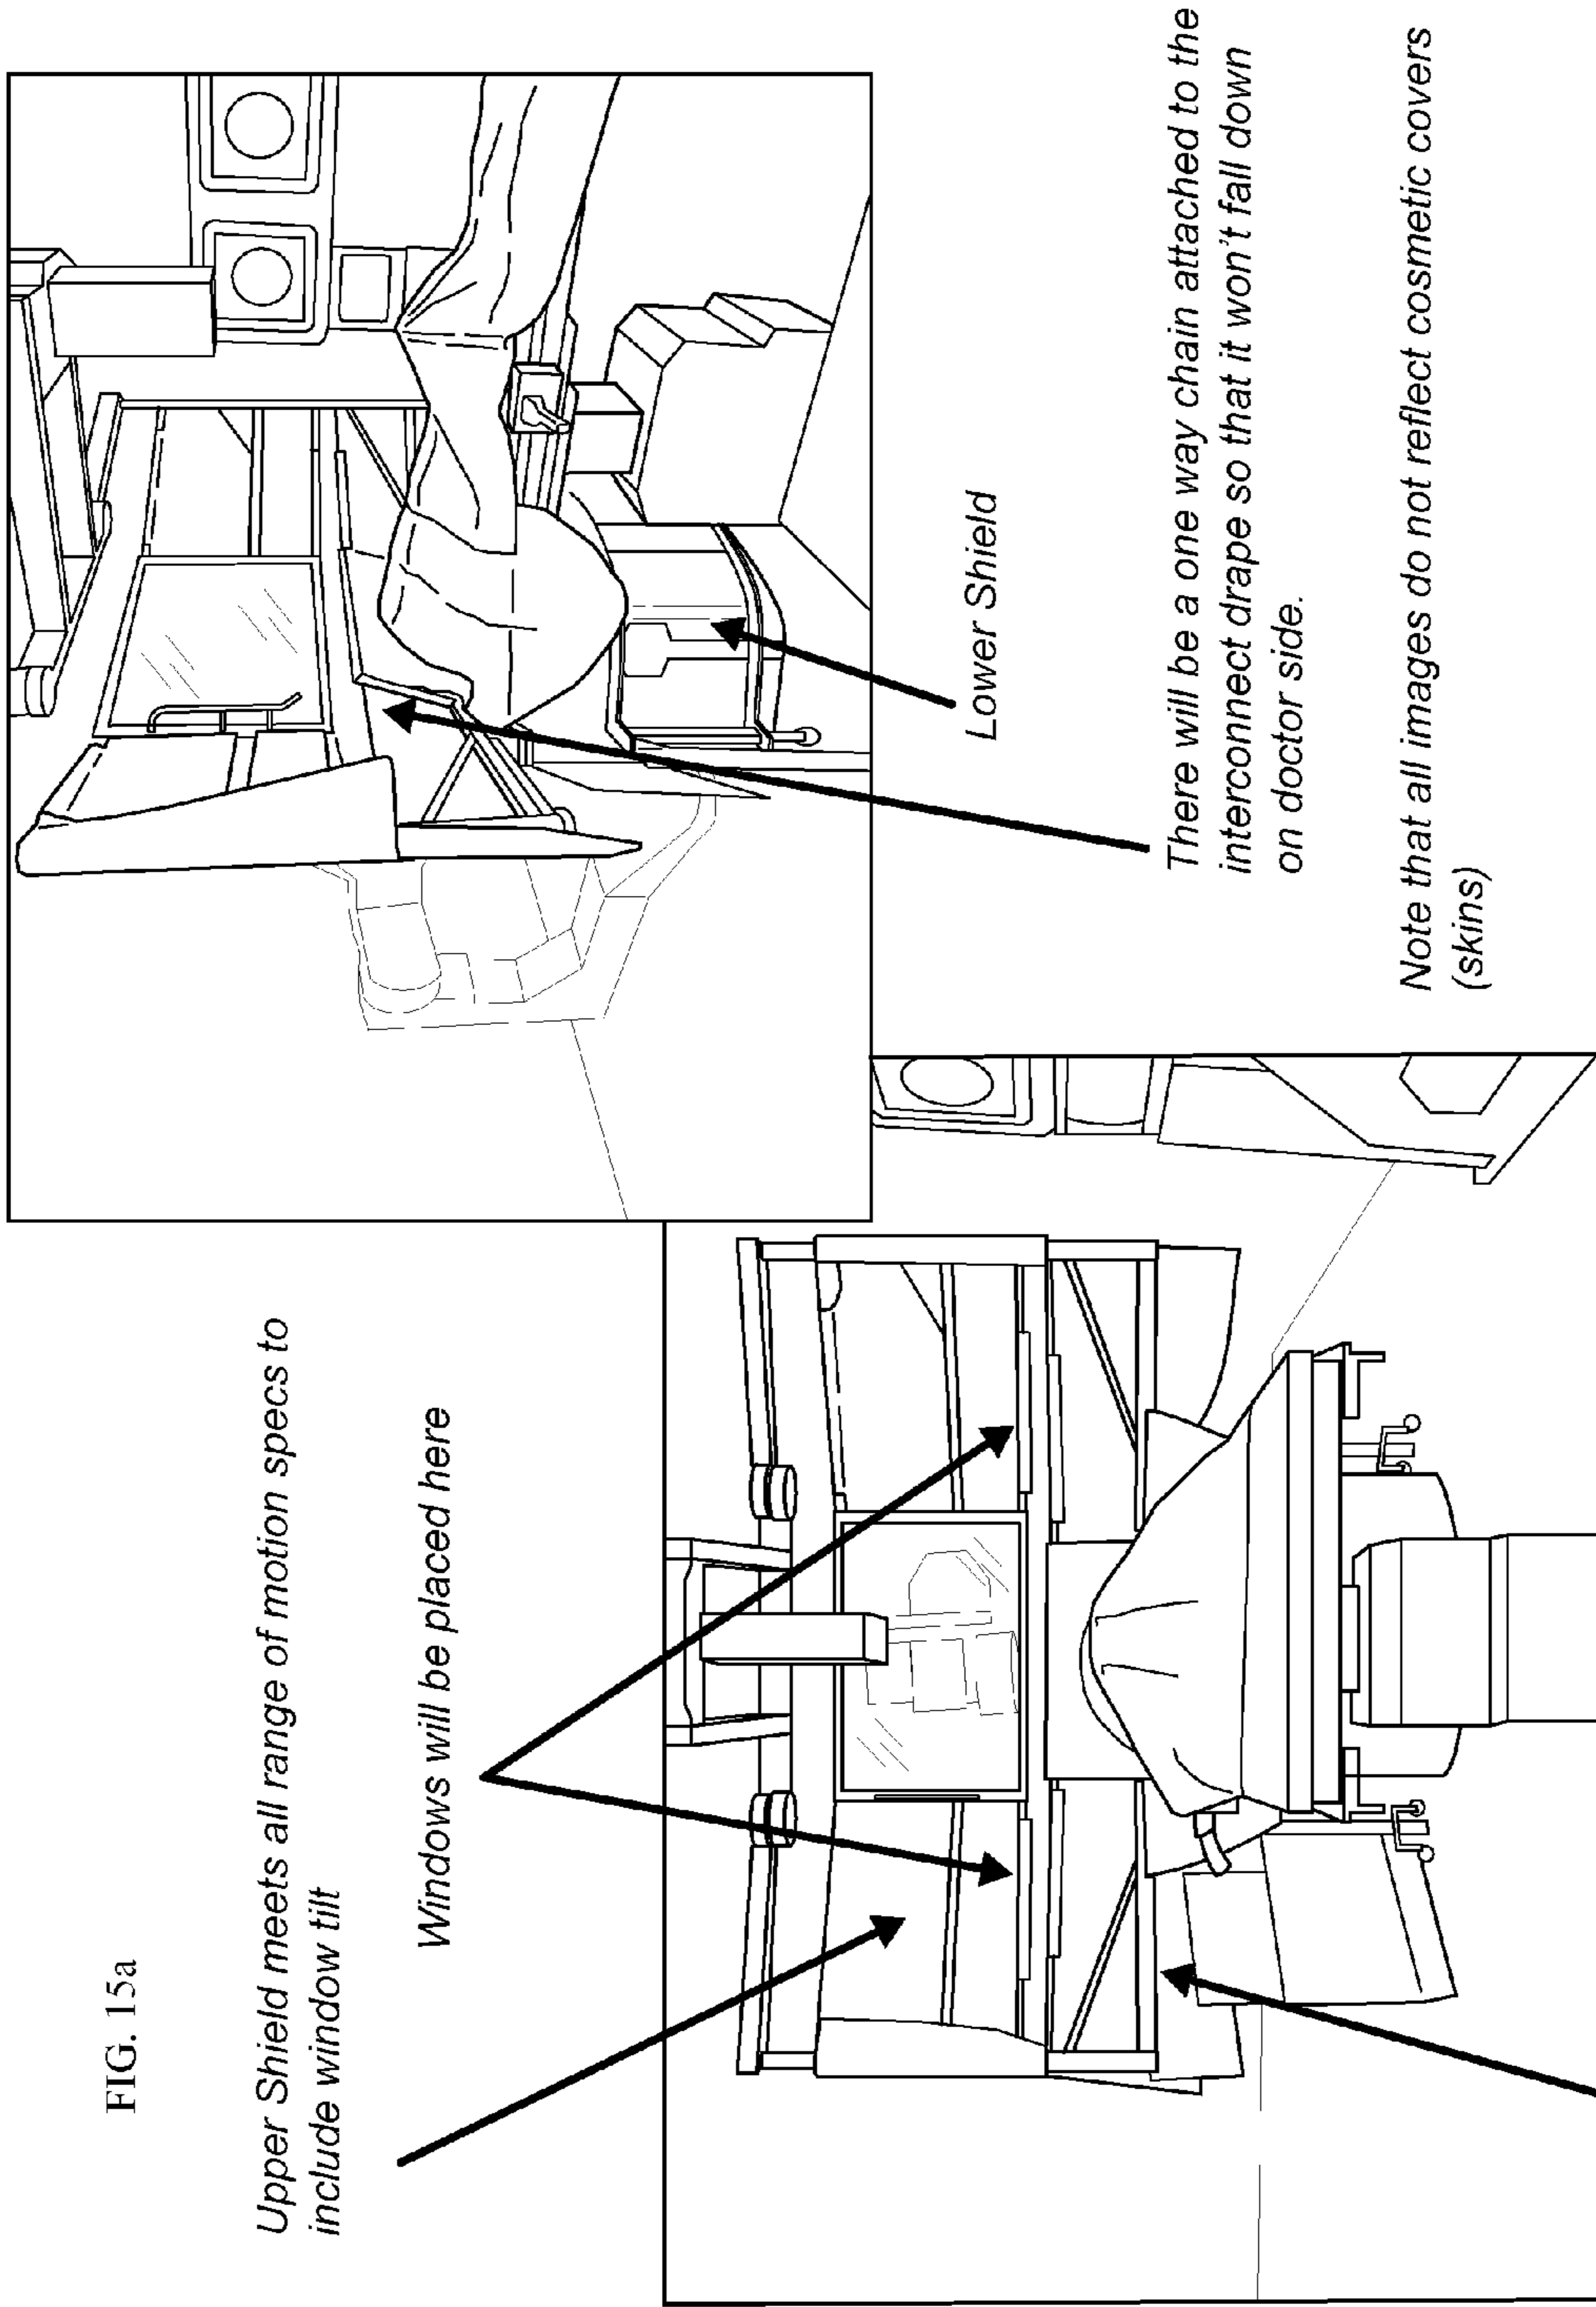 FIG. 15a
Upper Shield meets all range of motion specs to
include window tilt
Windows will be placed here
Lower Shield
There will be a one way chain attached to the
interconnect drape so that it won't fall down
on doctor side.
Note that all images do not reflect cosmetic covers
(skins)